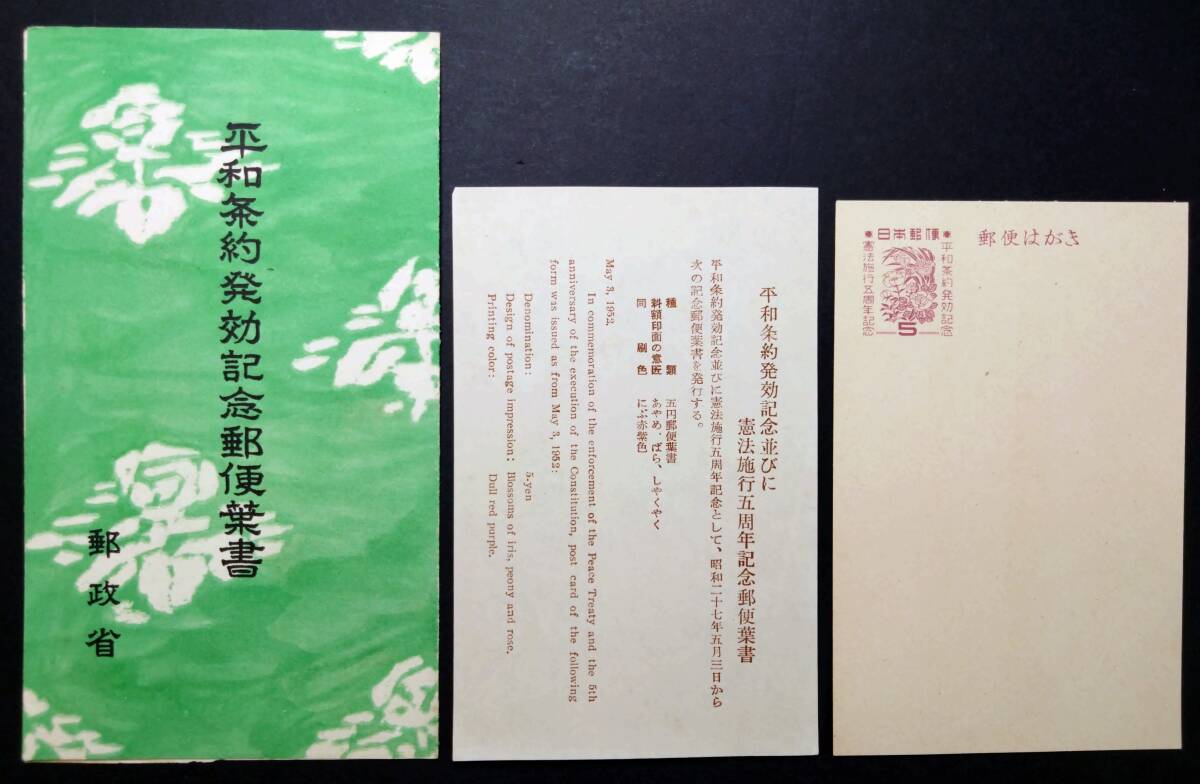 平和条約発効記念郵便葉書
郵政省
平和条約発効記念並びに
憲法施行五周年記念郵便葉書
平和条約発効記念並びに憲法施行五周年記念として、昭和二十七年五月三日から
次の記念郵便葉書を発行する。
種類 五円郵便葉書
料額印面の意匠 あやめ、ばら、しやくやく
同刷色 にぶ赤紫色
May 3, 1952.
In commemoration of the enforcement of the Peace Treaty and the 5th
anniversary of the execution of the Constitution, post card of the following
form was issued as from May 3, 1952:
Denomination: 5-yen
Design of postage impression: Blossoms of iris, peony and rose.
Printing color: Dull red purple.
郵便はがき
日本郵便
平和条約発効記念
憲法施行五周年記念
5